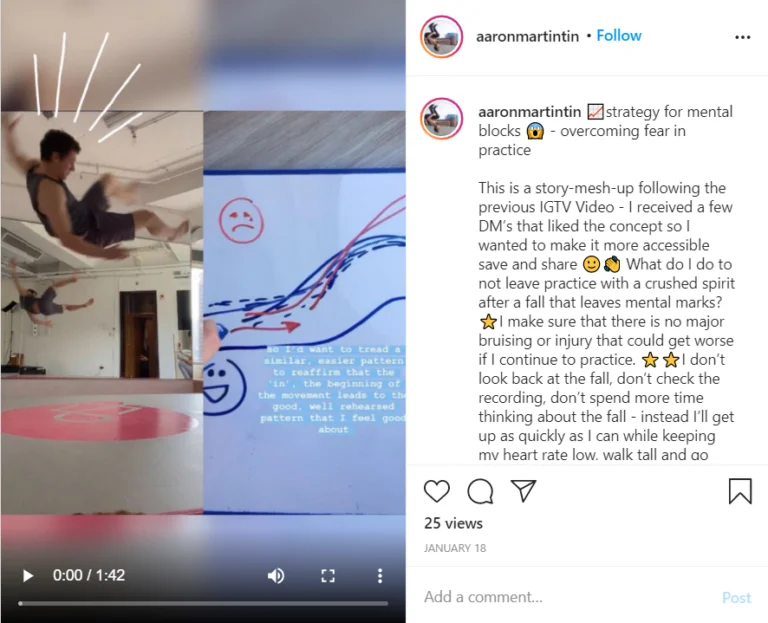 aaronmartintin • Follow
aaronmartintin 📈strategy for mental
blocks 😱 - overcoming fear in
practice
This is a story-mesh-up following the
previous IGTV Video - I received a few
DM's that liked the concept so I
wanted to make it more accessible
save and share 🙂👏 What do I do to
not leave practice with a crushed spirit
after a fall that leaves mental marks?
⭐I make sure that there is no major
bruising or injury that could get worse
if I continue to practice. ⭐⭐I don't
look back at the fall, don't check the
recording, don't spend more time
thinking about the fall - instead I'll get
up as quickly as I can while keeping
my heart rate low, walk tall and go
So I'd want to tread a
similar, easier pattern
to reaffirm that the
'in', the beginning of
the movement leads to the
good, well rehearsed
pattern that I feel good
about
0:00 / 1:42
25 views
JANUARY 18
Add a comment...
Post